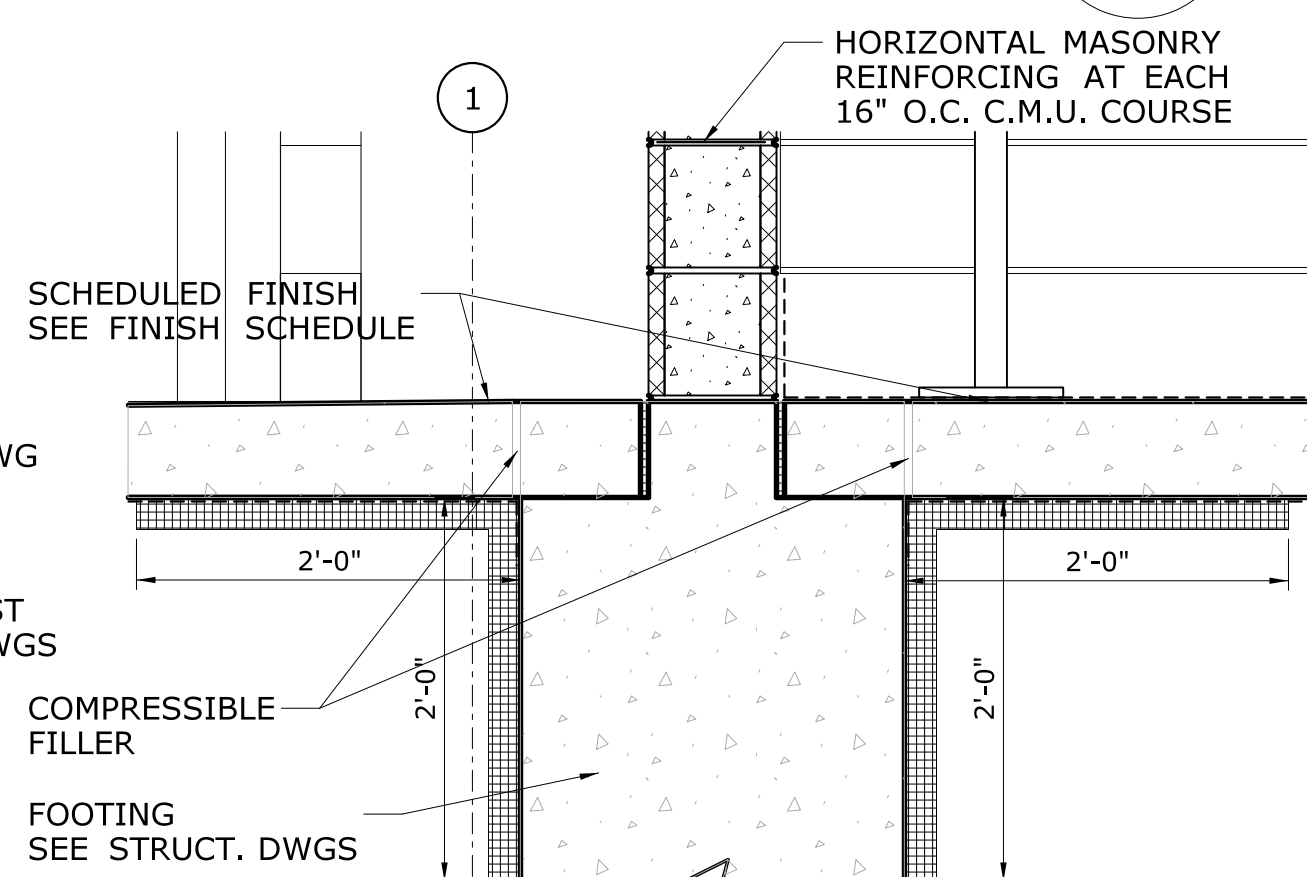 HORIZONTAL MASONRY
REINFORCING AT EACH
16" O.C. C.M.U. COURSE
1
SCHEDULED FINISH
SEE FINISH SCHEDULE
WG
2'-0"
2'-0"
ST
WGS
2'-0"
2'-0"
COMPRESSIBLE
FILLER
FOOTING
SEE STRUCT. DWGS